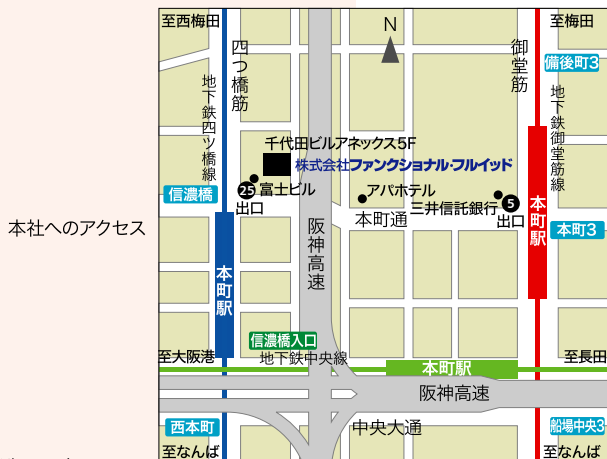 至西梅田
至梅田
N
四つ橋筋
御堂筋
備後町3
地下鉄四ツ橋線
地下鉄御堂筋線
千代田ビルアネックス5F
株式会社ファンクショナル・フルイッド
信濃橋
25
出口
富士ビル
アパホテル
三井信託銀行
5
出口
本町駅
本社へのアクセス
本町通
阪神高速
本町3
本町駅
信濃橋入口
至大阪港
地下鉄中央線
本町駅
至長田
阪神高速
西本町
中央大通
船場中央3
至なんば
至なんば